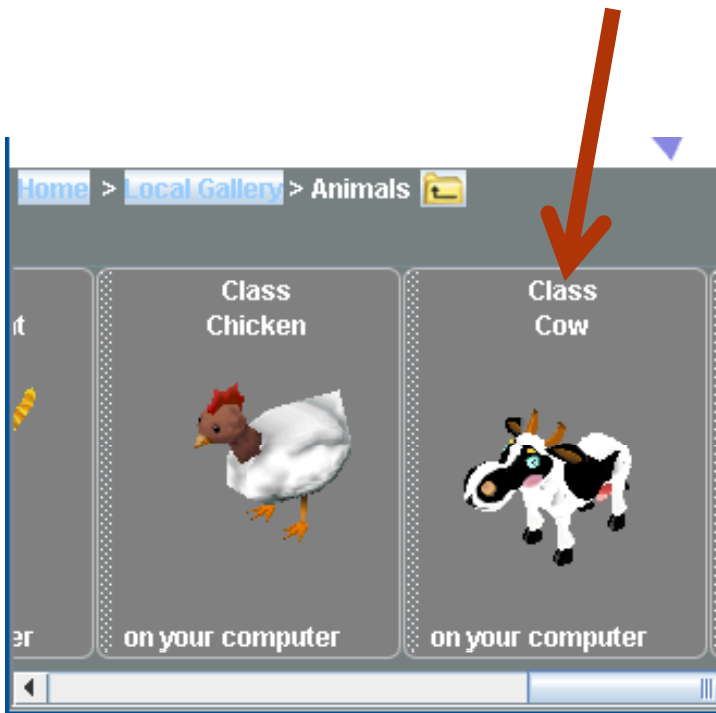 Home > Local Gallery > Animals
Class
Chicken
on your computer
Class
Cow
on your computer